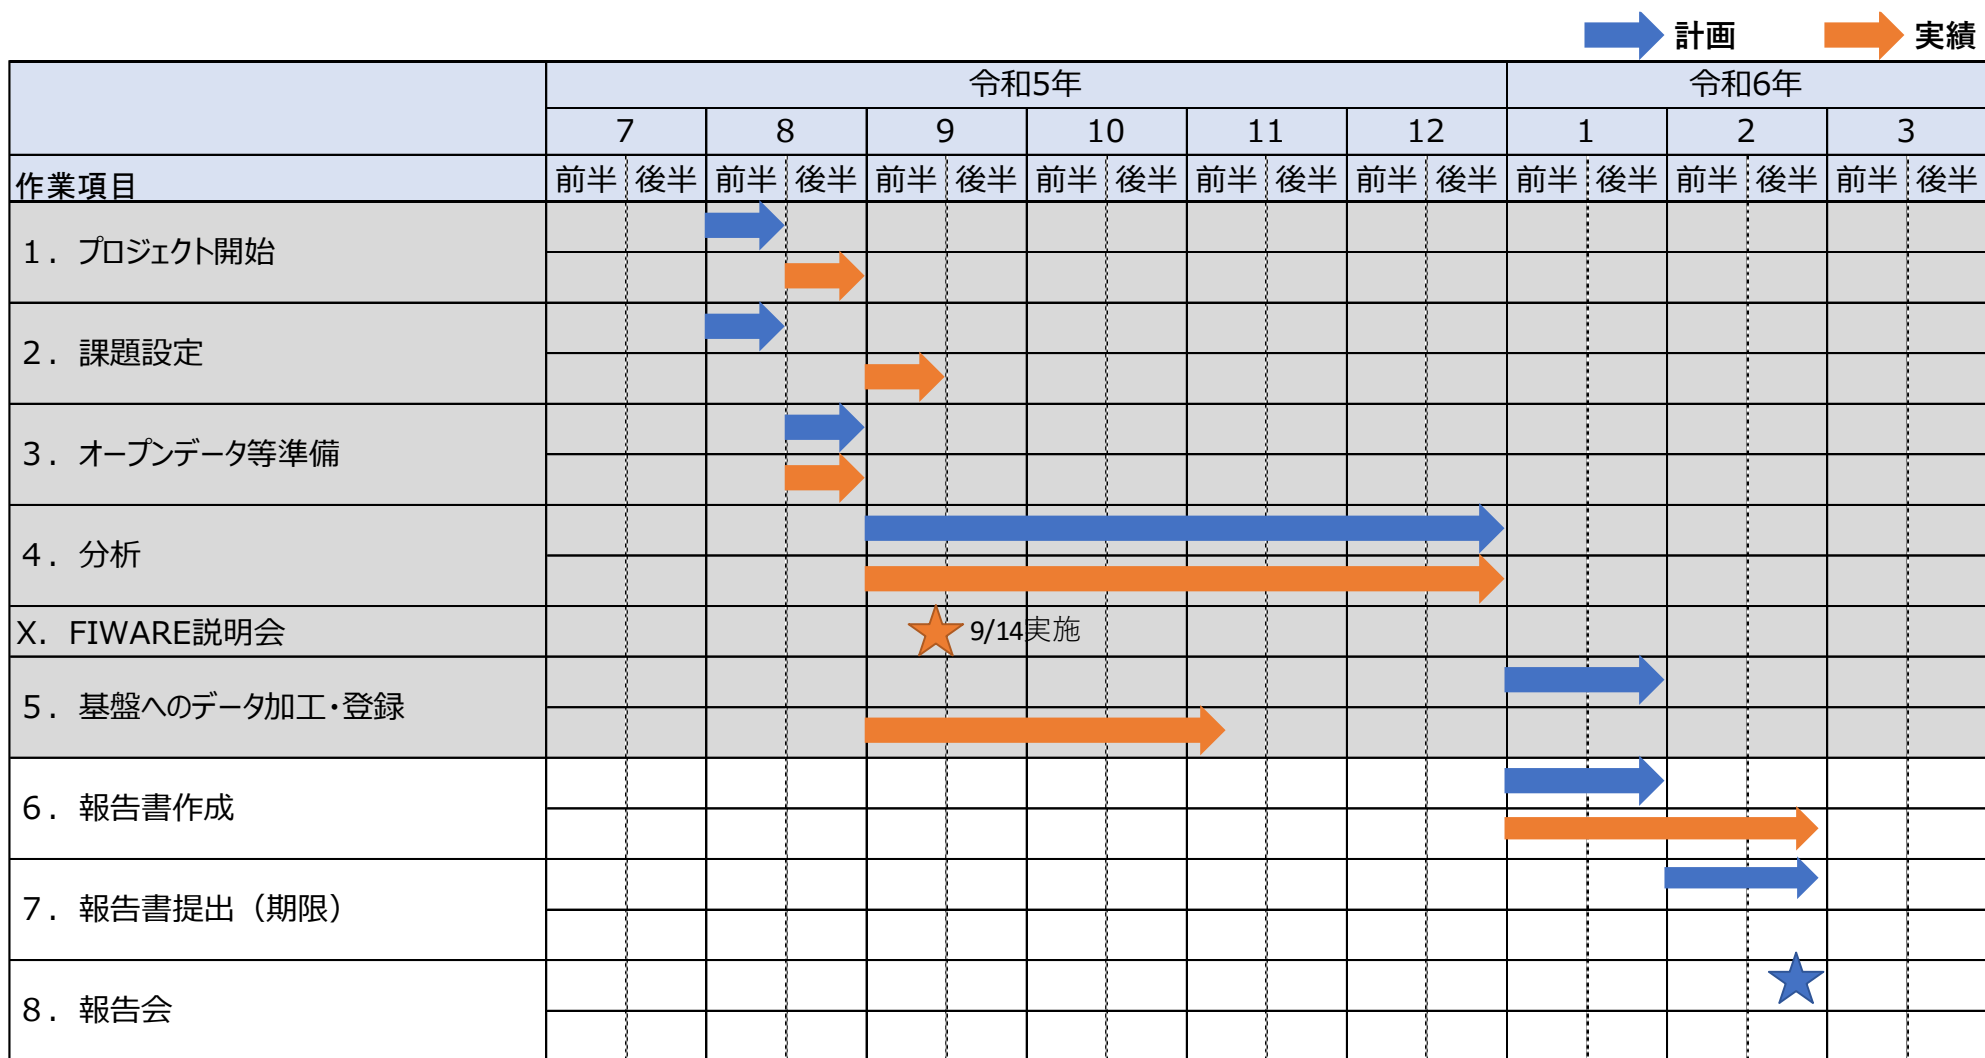 計画 実績
令和5年 令和6年
7 8 9 10 11 12 1 2 3
作業項目 前半 後半 前半 後半 前半 後半 前半 後半 前半 後半 前半 後半 前半 後半 前半 後半 前半 後半
1. プロジェクト開始
2. 課題設定
3. オープンデータ等準備
4. 分析
X. FIWARE説明会 9/14実施
5. 基盤へのデータ加工・登録
6. 報告書作成
7. 報告書提出（期限）
8. 報告会